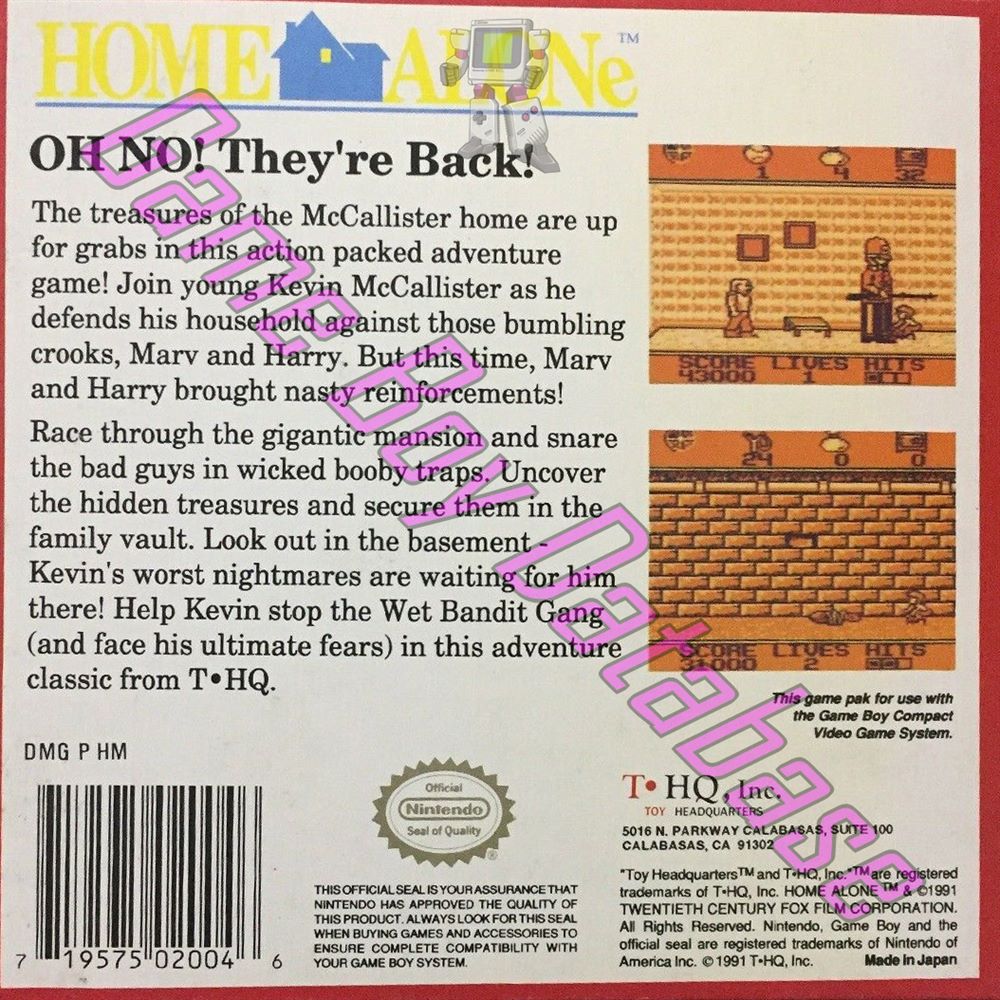 HOME ALONe™
OH NO! They're Back!
The treasures of the McCallister home are up
for grabs in this action packed adventure
game! Join young Kevin McCallister as he
defends his household against those bumbling
crooks, Marv and Harry. But this time, Marv
and Harry brought nasty reinforcements!
Race through the gigantic mansion and snare
the bad guys in wicked booby traps. Uncover
the hidden treasures and secure them in the
family vault. Look out in the basement -
Kevin's worst nightmares are waiting for him
there! Help Kevin stop the Wet Bandit Gang
(and face his ultimate fears) in this adventure
classic from T•HQ.
1 4 32
SCORE LIVES HITS
43000 1
24 0 0
SCORE LIVES HITS
31000 2
This game pak for use with
the Game Boy Compact
Video Game System.
DMG P HM
7 19575 02004 6
Official
Nintendo
Seal of Quality
®
THIS OFFICIAL SEAL IS YOUR ASSURANCE THAT
NINTENDO HAS APPROVED THE QUALITY OF
THIS PRODUCT. ALWAYS LOOK FOR THIS SEAL
WHEN BUYING GAMES AND ACCESSORIES TO
ENSURE COMPLETE COMPATIBILITY WITH
YOUR GAME BOY SYSTEM.
T•HQ, Inc.
TOY HEADQUARTERS
5016 N. PARKWAY CALABASAS, SUITE 100
CALABASAS, CA 91302
"Toy Headquarters™ and T•HQ, Inc."™ are registered
trademarks of T•HQ, Inc. HOME ALONE™ & ©1991
TWENTIETH CENTURY FOX FILM CORPORATION.
All Rights Reserved. Nintendo, Game Boy and the
official seal are registered trademarks of Nintendo of
America Inc. ©1991 T•HQ, Inc. Made in Japan
Game Boy Database